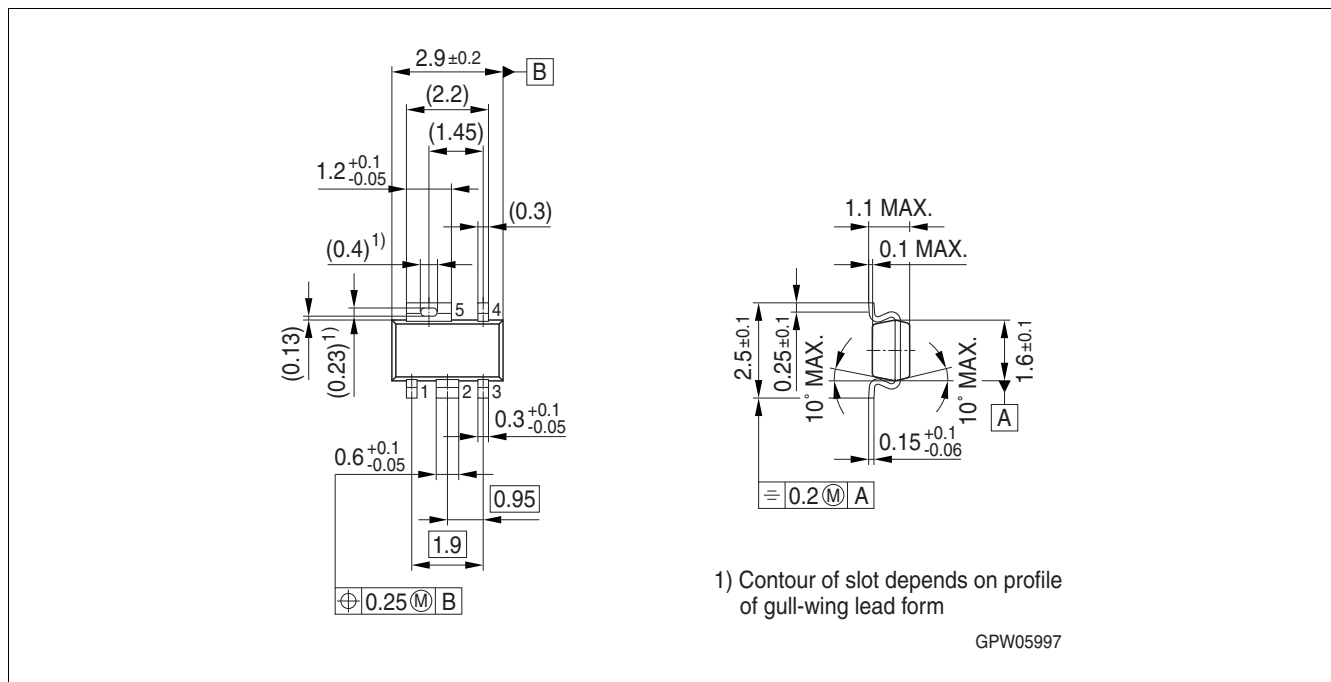 2.9 ±0.2
B
(2.2)
(1.45)
1.2 +0.1 -0.05
(0.3)
(0.4) 1)
5
4
(0.13)
(0.23) 1)
1
2
3
0.3 +0.1 -0.05
0.6 +0.1 -0.05
0.95
1.9
⌖ 0.25 Ⓜ B
1.1 MAX.
0.1 MAX.
2.5±0.1
0.25±0.1
10° MAX.
10° MAX.
1.6±0.1
A
0.15 +0.1 -0.06
⌯ 0.2 Ⓜ A
1) Contour of slot depends on profile
of gull-wing lead form
GPW05997